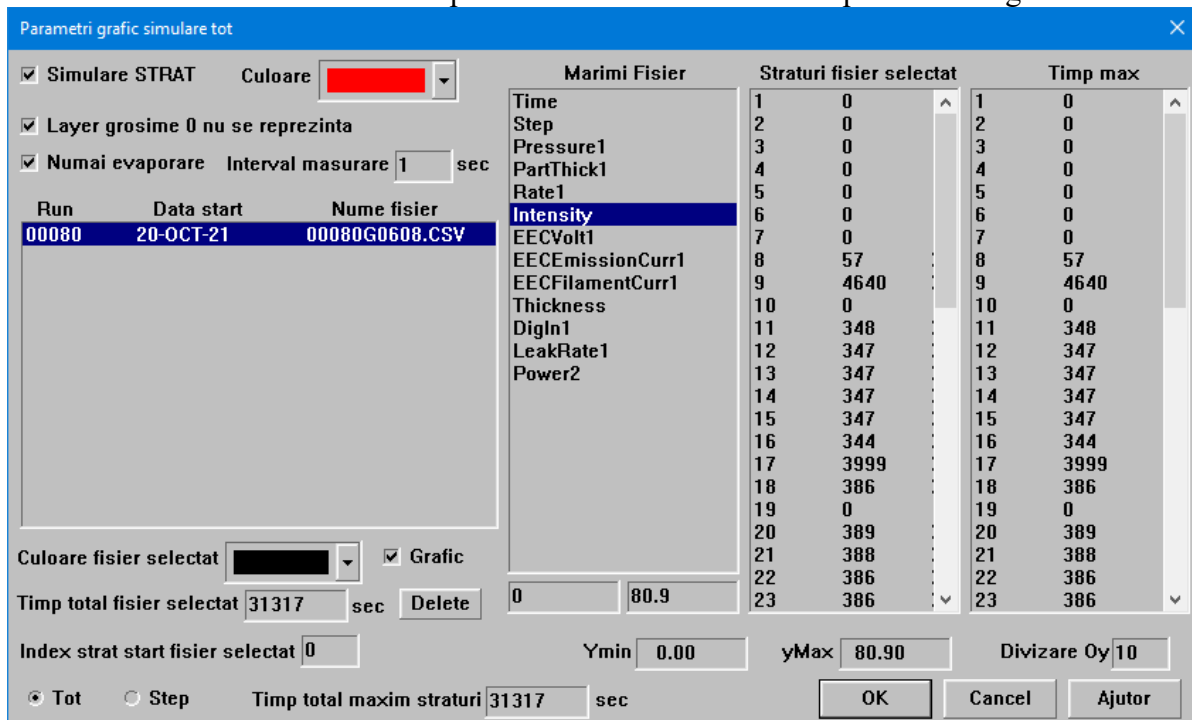 Parametri grafic simulare tot
Simulare STRAT Culoare
Layer grosime 0 nu se reprezinta
Numai evaporare Interval masurare 1 sec
Run Data start Nume fisier
00080 20-OCT-21 00080G0608.CSV
Culoare fisier selectat Grafic
Timp total fisier selectat 31317 sec Delete
Index strat start fisier selectat 0
Tot Step Timp total maxim straturi 31317 sec
Marimi Fisier
Time
Step
Pressure1
PartThick1
Rate1
Intensity
EECVolt1
EECEmissionCurr1
EECFilamentCurr1
Thickness
DigIn1
LeakRate1
Power2
0 80.9
Straturi fisier selectat
1 0
2 0
3 0
4 0
5 0
6 0
7 0
8 57
9 4640
10 0
11 348
12 347
13 347
14 347
15 347
16 344
17 3999
18 386
19 0
20 389
21 388
22 386
23 386
Timp max
1 0
2 0
3 0
4 0
5 0
6 0
7 0
8 57
9 4640
10 0
11 348
12 347
13 347
14 347
15 347
16 344
17 3999
18 386
19 0
20 389
21 388
22 386
23 386
Ymin 0.00 yMax 80.90 Divizare Oy 10
OK Cancel Ajutor